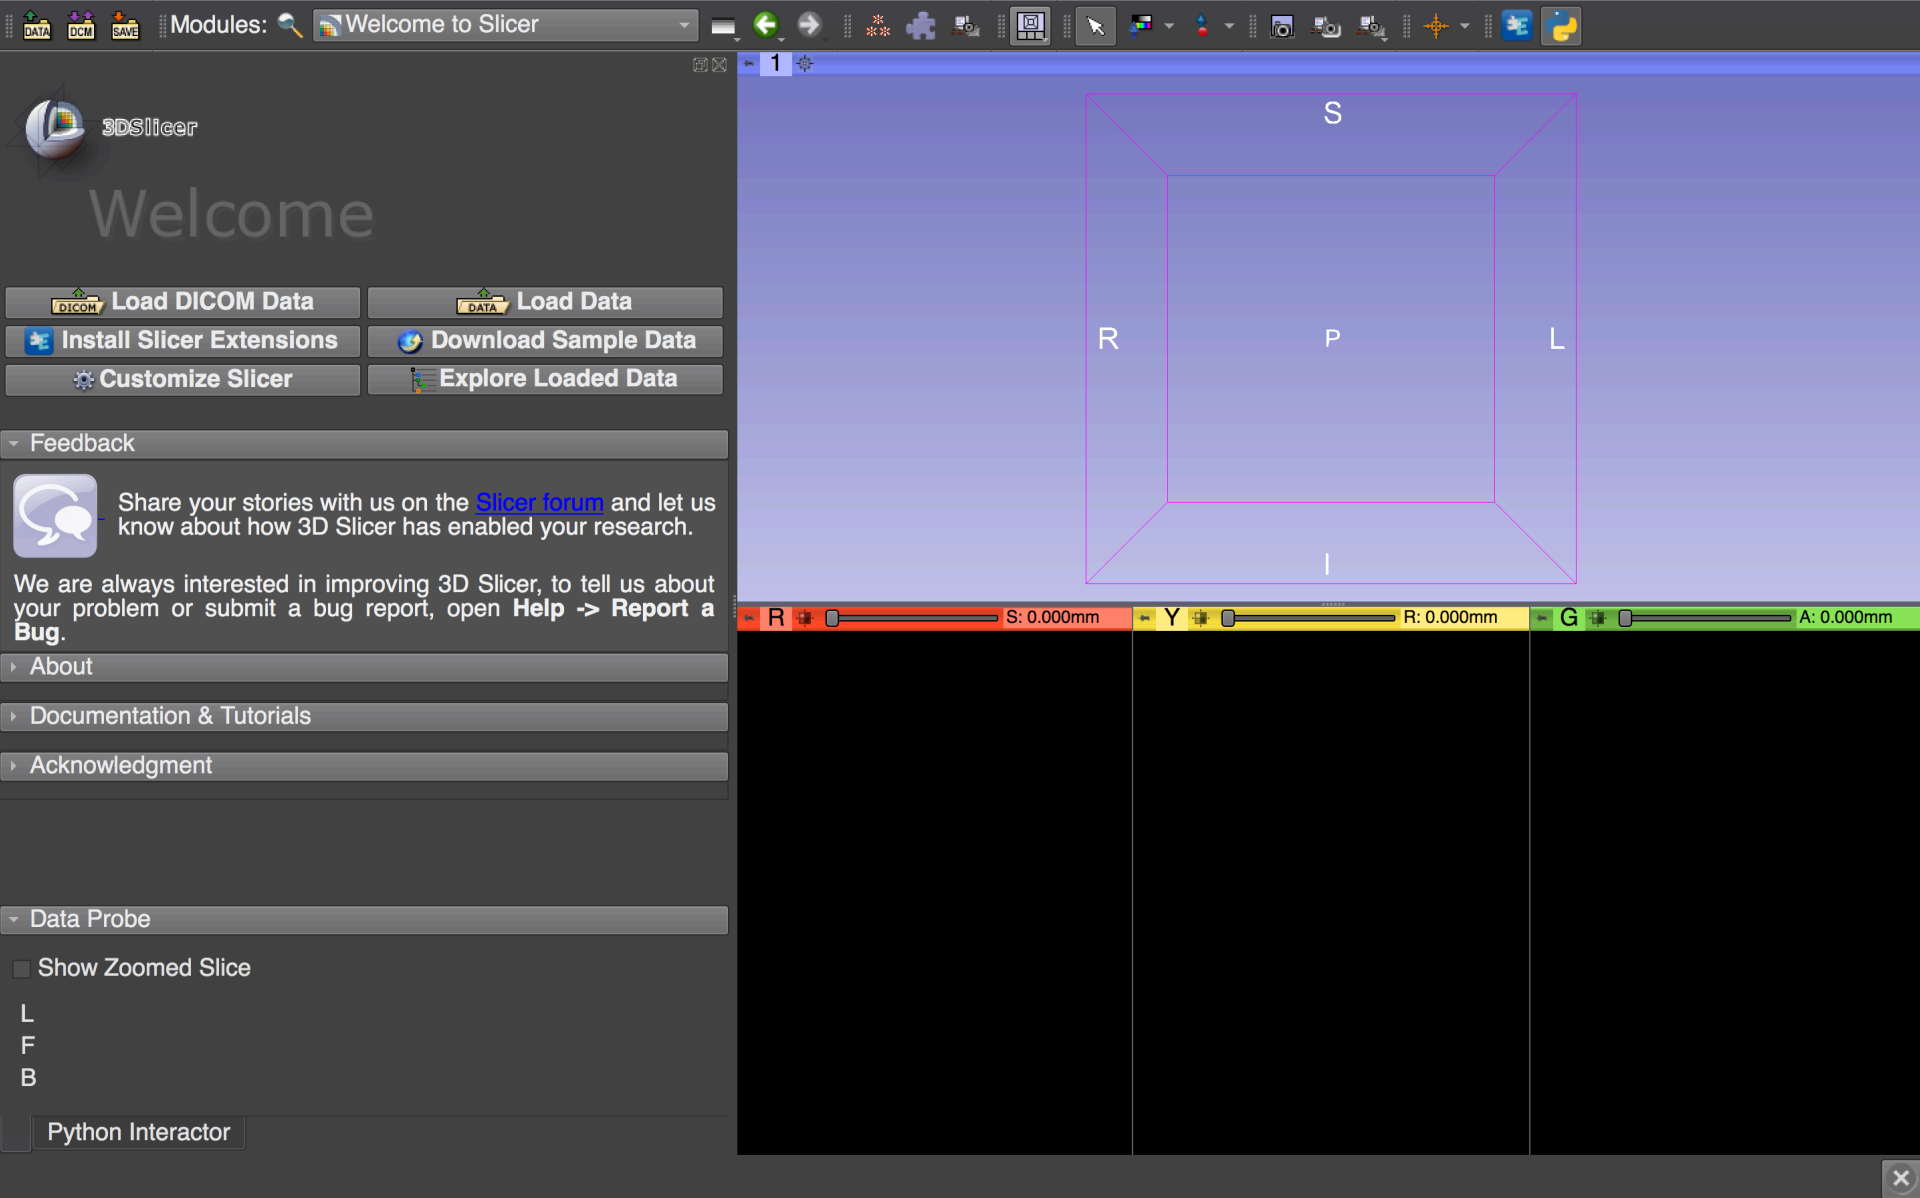 DATA DCM SAVE Modules: Welcome to Slicer
1
3DSlicer
Welcome
DICOM Load DICOM Data
DATA Load Data
Install Slicer Extensions
Download Sample Data
Customize Slicer
Explore Loaded Data
Feedback
Share your stories with us on the Slicer forum and let us
know about how 3D Slicer has enabled your research.
We are always interested in improving 3D Slicer, to tell us about
your problem or submit a bug report, open Help -> Report a
Bug.
About
Documentation & Tutorials
Acknowledgment
Data Probe
Show Zoomed Slice
L
F
B
Python Interactor
S
R P L
I
R S: 0.000mm
Y R: 0.000mm
G A: 0.000mm